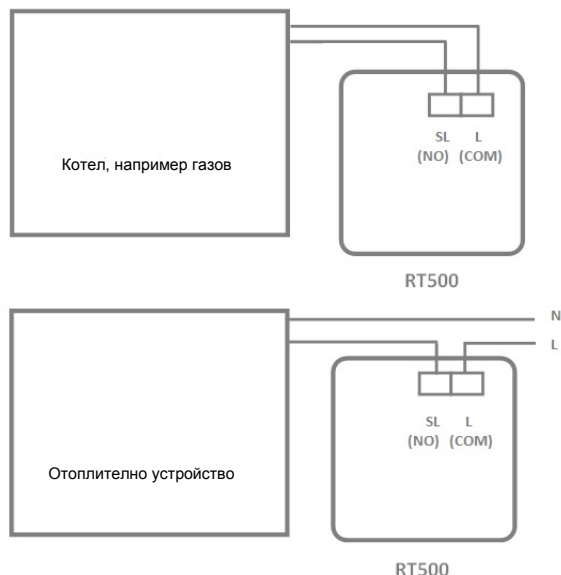 SL L
(NO) (COM)
Котел, например газов
RT500
N
L
SL L
(NO) (COM)
Отоплително устройство
RT500